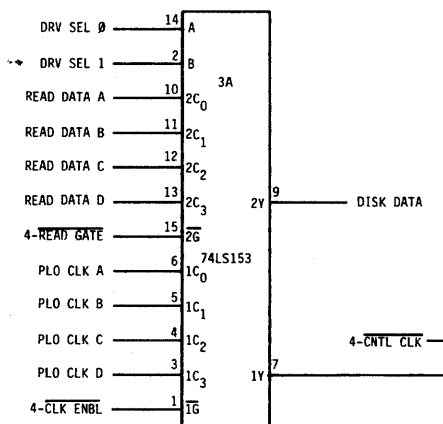 DRV SEL 0 14 A
DRV SEL 1 2 B
3A
READ DATA A 10 2C0
READ DATA B 11 2C1
READ DATA C 12 2C2
READ DATA D 13 2C3 2Y 9 DISK DATA
4-READ GATE 15 2G
74LS153
PLO CLK A 6 1C0
PLO CLK B 5 1C1
PLO CLK C 4 1C2
4-CNTL CLK
PLO CLK D 3 1C3 1Y 7
4-CLK ENBL 1 1G